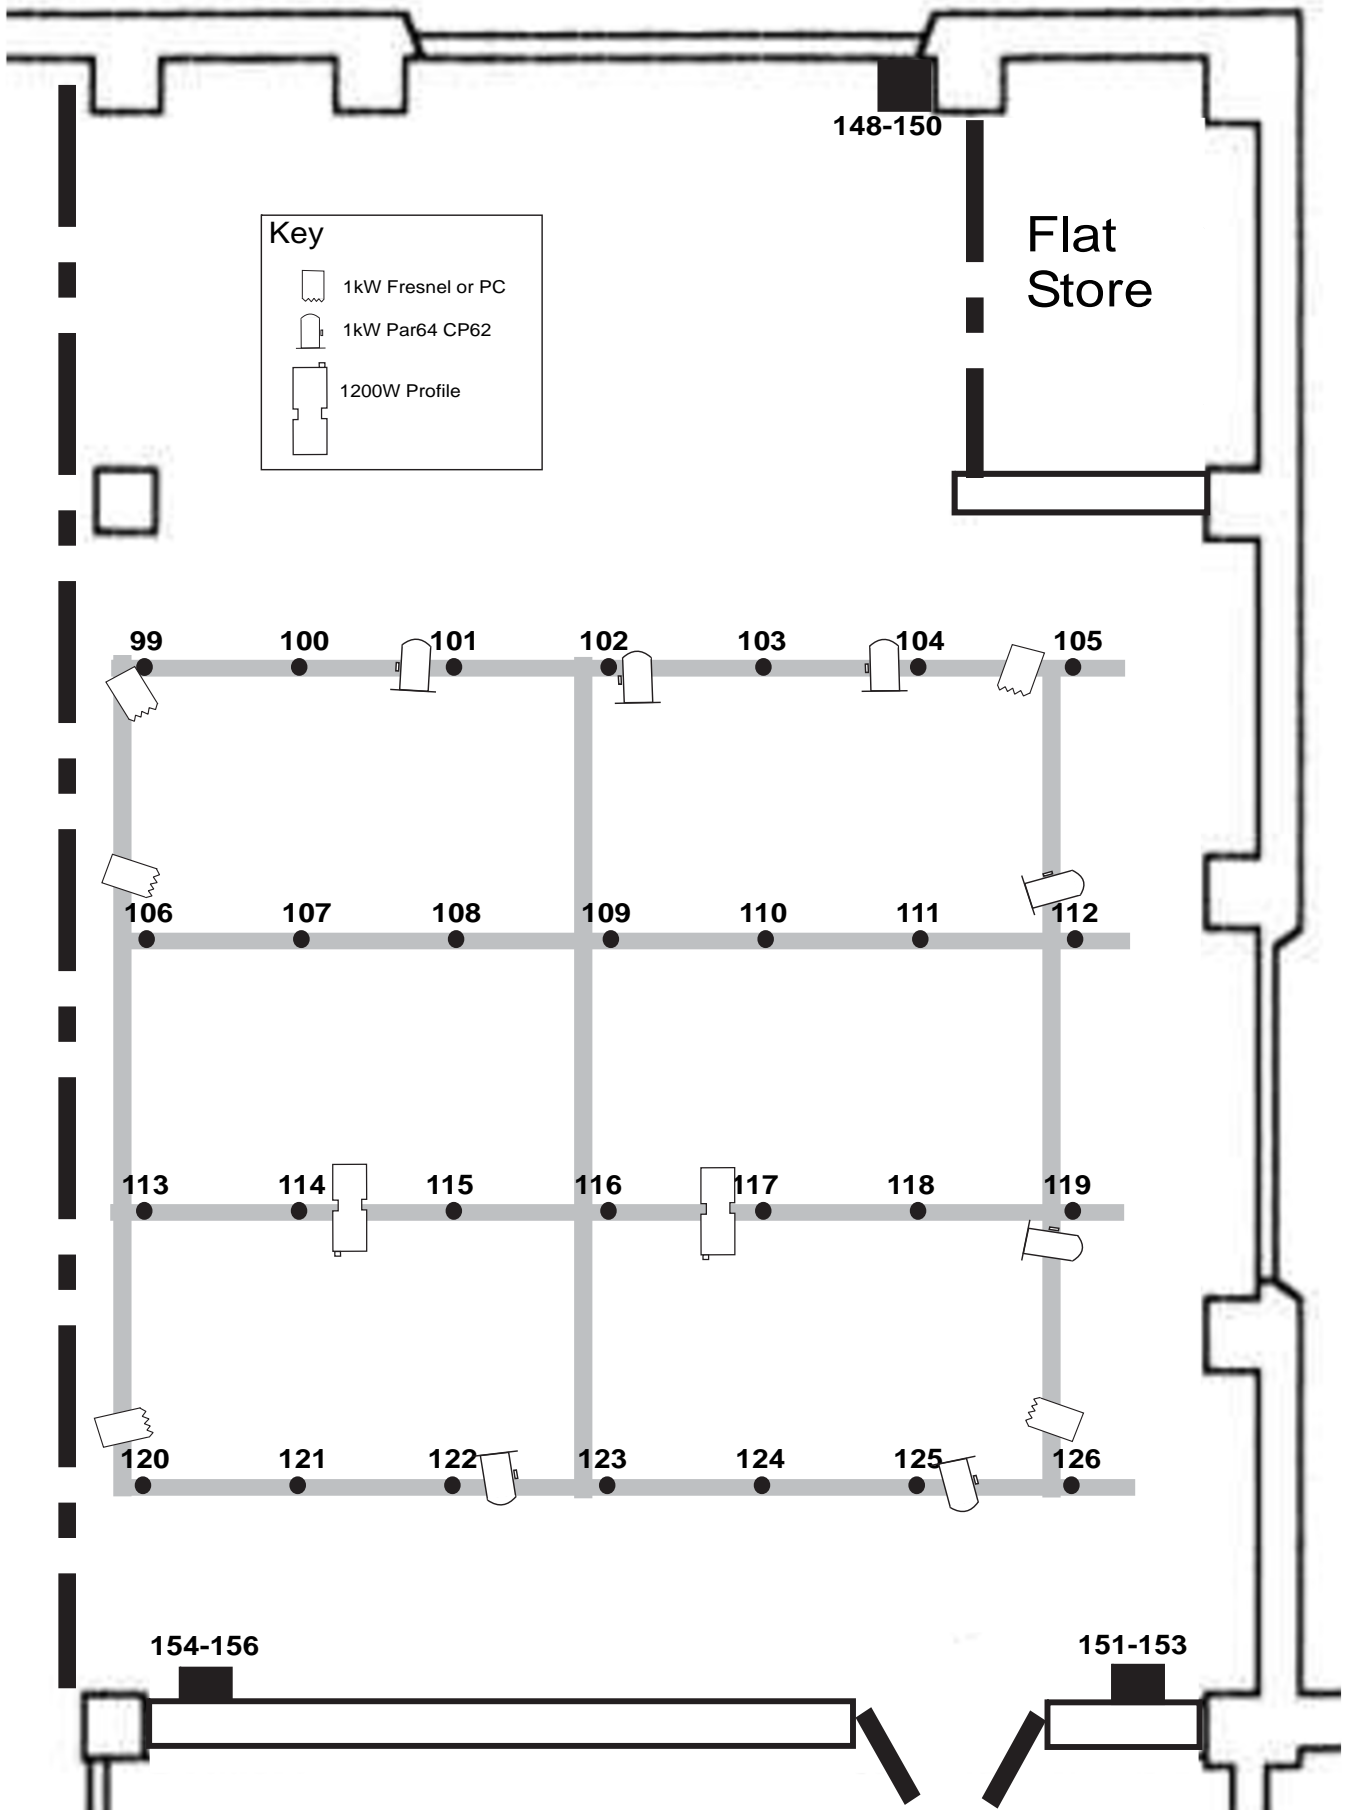 148-150
Key
1kW Fresnel or PC
1kW Par64 CP62
1200W Profile
Flat
Store
99 100 101 102 103 104 105
106 107 108 109 110 111 112
113 114 115 116 117 118 119
120 121 122 123 124 125 126
154-156
151-153